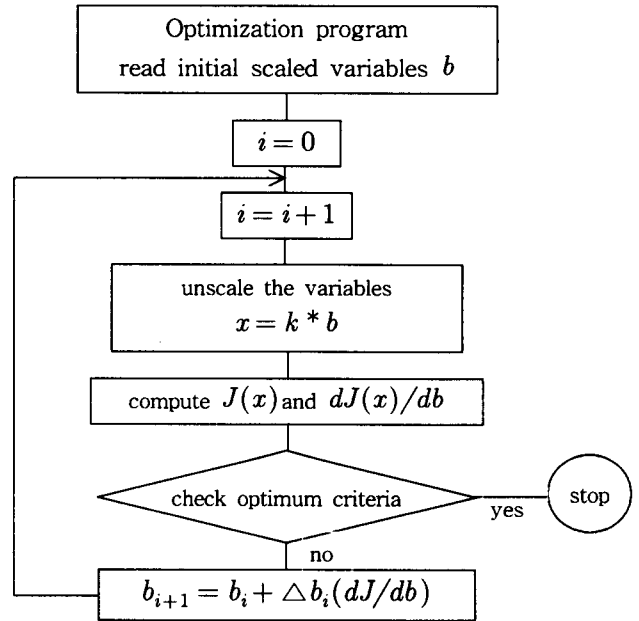 Optimization program
read initial scaled variables b
i = 0
i = i + 1
unscale the variables
x = k * b
compute J(x) and dJ(x)/db
check optimum criteria
yes
stop
no
b_{i+1} = b_i + △b_i(dJ/db)